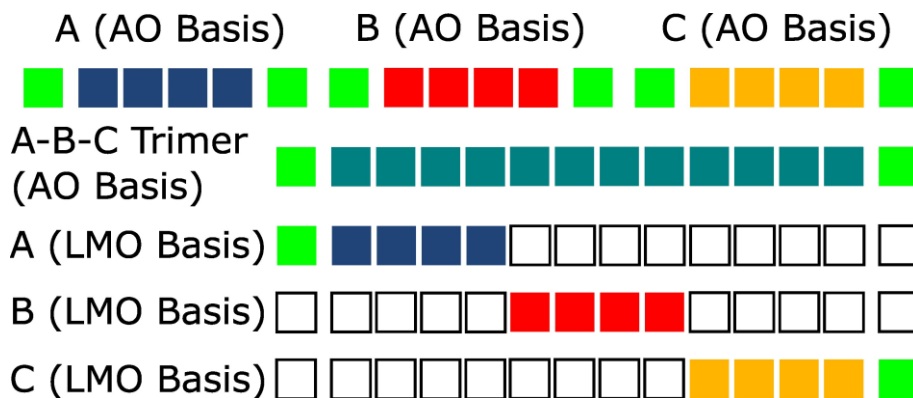 A (AO Basis) B (AO Basis) C (AO Basis)
A-B-C Trimer
(AO Basis)
A (LMO Basis)
B (LMO Basis)
C (LMO Basis)